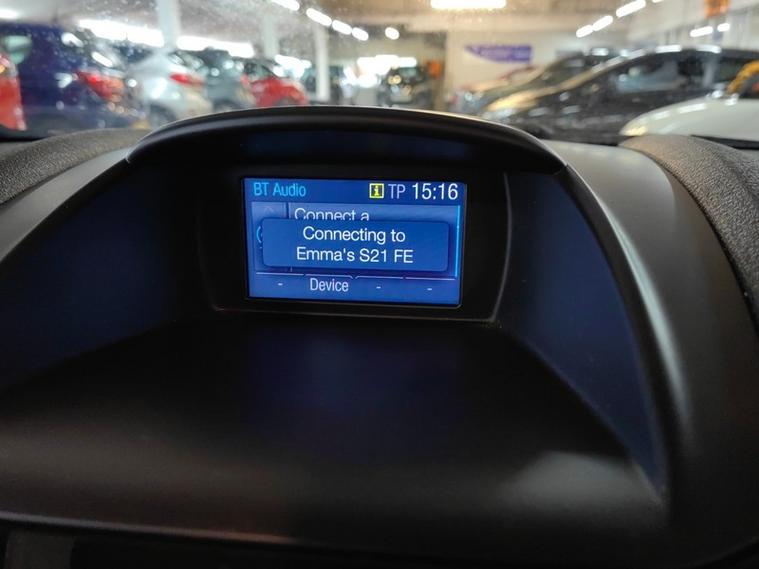 BT Audio i TP 15:16
Connect a
Connecting to
Emma's S21 FE
- Device - -